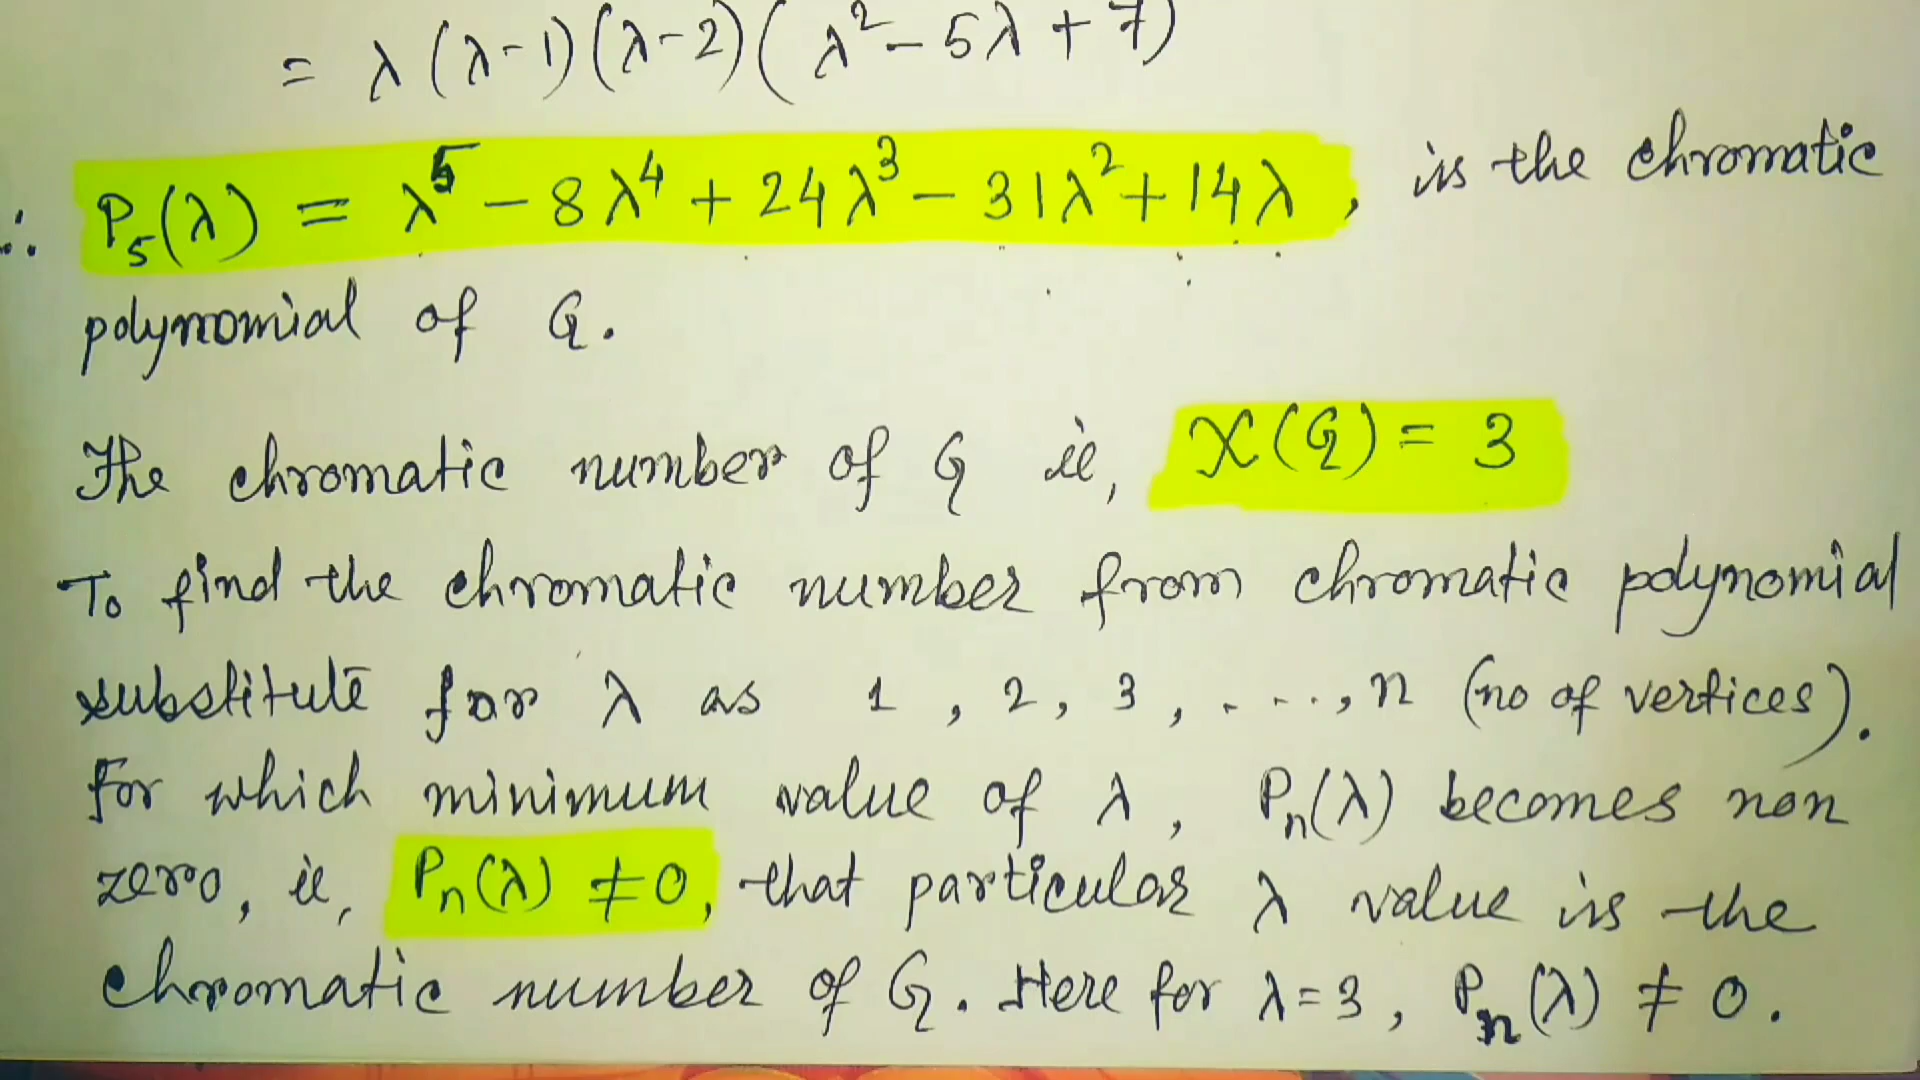 = λ (λ-1) (λ-2) ( λ² - 5λ + 7)
∴ P₅(λ) = λ⁵ - 8λ⁴ + 24λ³ - 31λ² + 14λ , is the chromatic
polynomial of G.
The chromatic number of G ie, X(G) = 3
To find the chromatic number from chromatic polynomial
substitute for λ as 1 , 2, 3 , - - . . , n (no of vertices).
For which minimum value of λ , Pₙ(λ) becomes non
zero, ie, Pₙ(λ) ≠ 0, that particular λ value is the
chromatic number of G. Here for λ = 3 , Pₙ(λ) ≠ 0 .